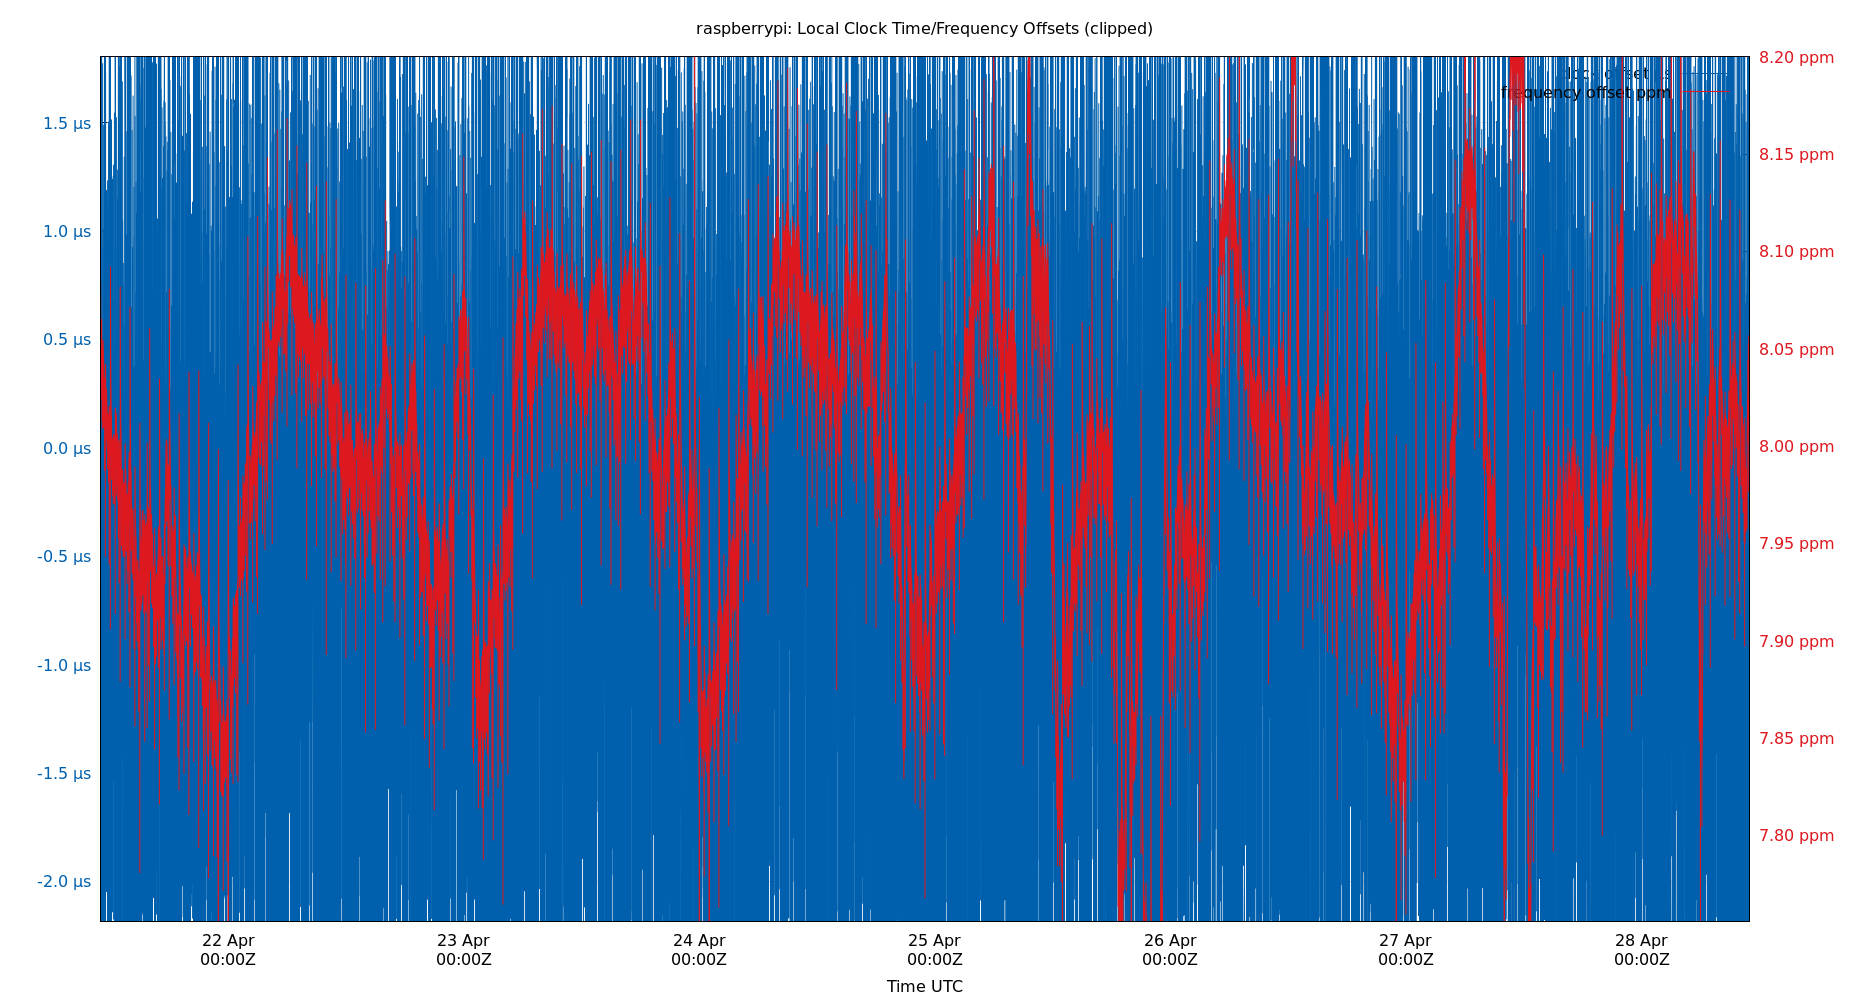 raspberrypi: Local Clock Time/Frequency Offsets (clipped)
8.20 ppm
clock offset µs
frequency offset ppm
1.5 µs
8.15 ppm
1.0 µs
8.10 ppm
0.5 µs
8.05 ppm
0.0 µs
8.00 ppm
-0.5 µs
7.95 ppm
-1.0 µs
7.90 ppm
-1.5 µs
7.85 ppm
-2.0 µs
7.80 ppm
22 Apr 23 Apr 24 Apr 25 Apr 26 Apr 27 Apr 28 Apr
00:00Z 00:00Z 00:00Z 00:00Z 00:00Z 00:00Z 00:00Z
Time UTC